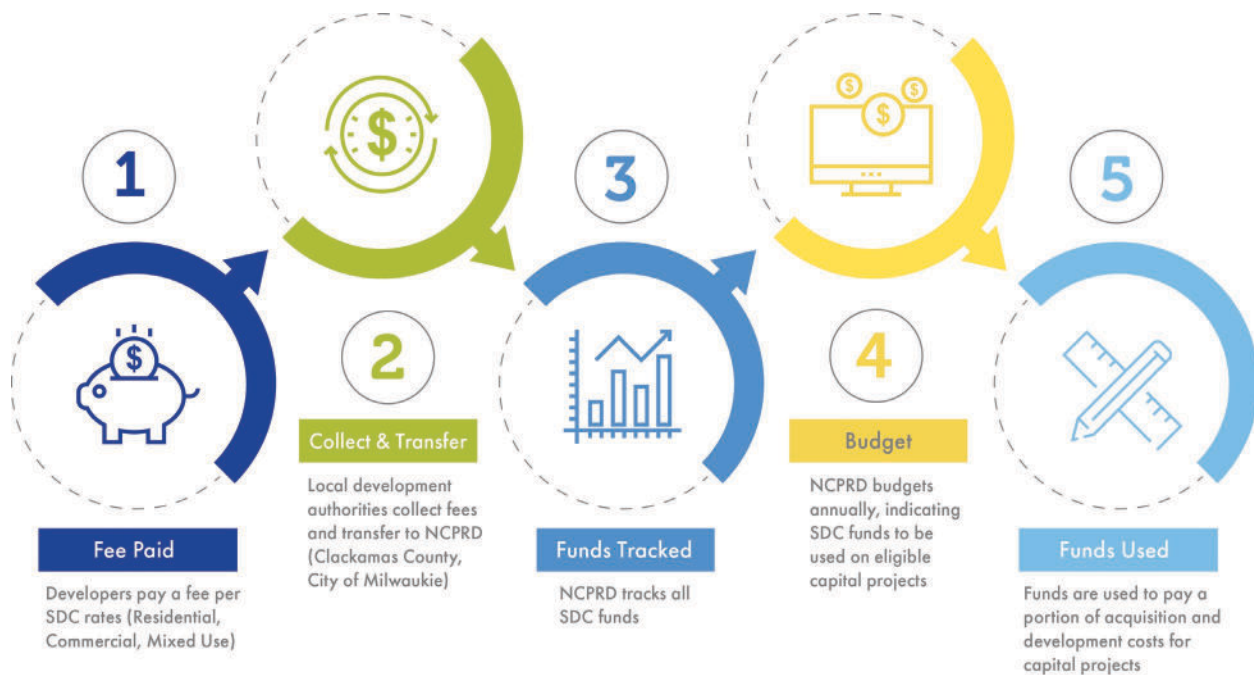 1
$
Fee Paid
Developers pay a fee per
SDC rates (Residential,
Commercial, Mixed Use)
$
2
Collect & Transfer
Local development
authorities collect fees
and transfer to NCPRD
(Clackamas County,
City of Milwaukie)
3
Funds Tracked
NCPRD tracks all
SDC funds
$ $ $
4
Budget
NCPRD budgets
annually, indicating
SDC funds to be
used on eligible
capital projects
5
Funds Used
Funds are used to pay a
portion of acquisition and
development costs for
capital projects